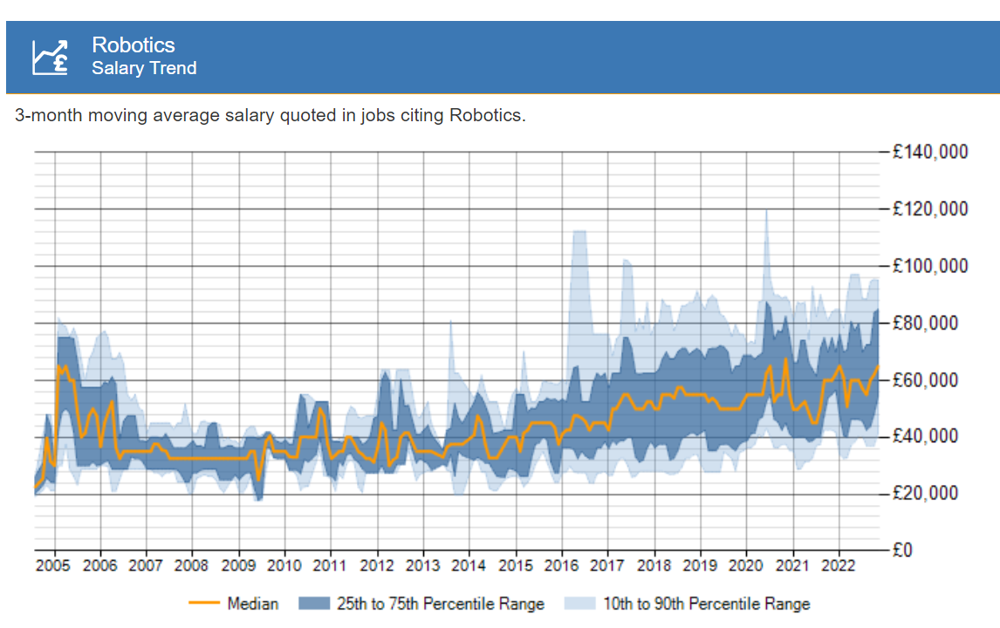 Robotics
Salary Trend
3-month moving average salary quoted in jobs citing Robotics.
£140,000
£120,000
£100,000
£80,000
£60,000
£40,000
£20,000
£0
2005 2006 2007 2008 2009 2010 2011 2012 2013 2014 2015 2016 2017 2018 2019 2020 2021 2022
Median 25th to 75th Percentile Range 10th to 90th Percentile Range